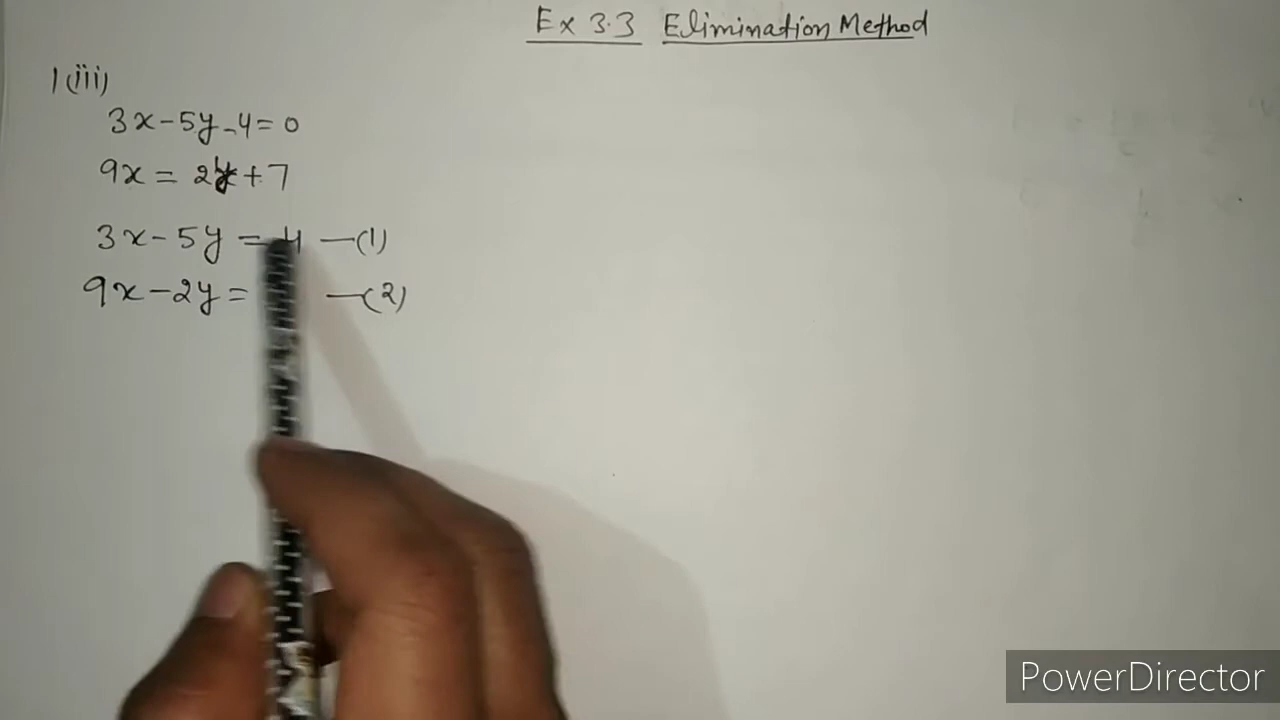 Ex 3.3 Elimination Method
1(iii)
3x-5y-4=0
9x = 2y+7
3x-5y=4 —(1)
9x-2y= —(2)
PowerDirector